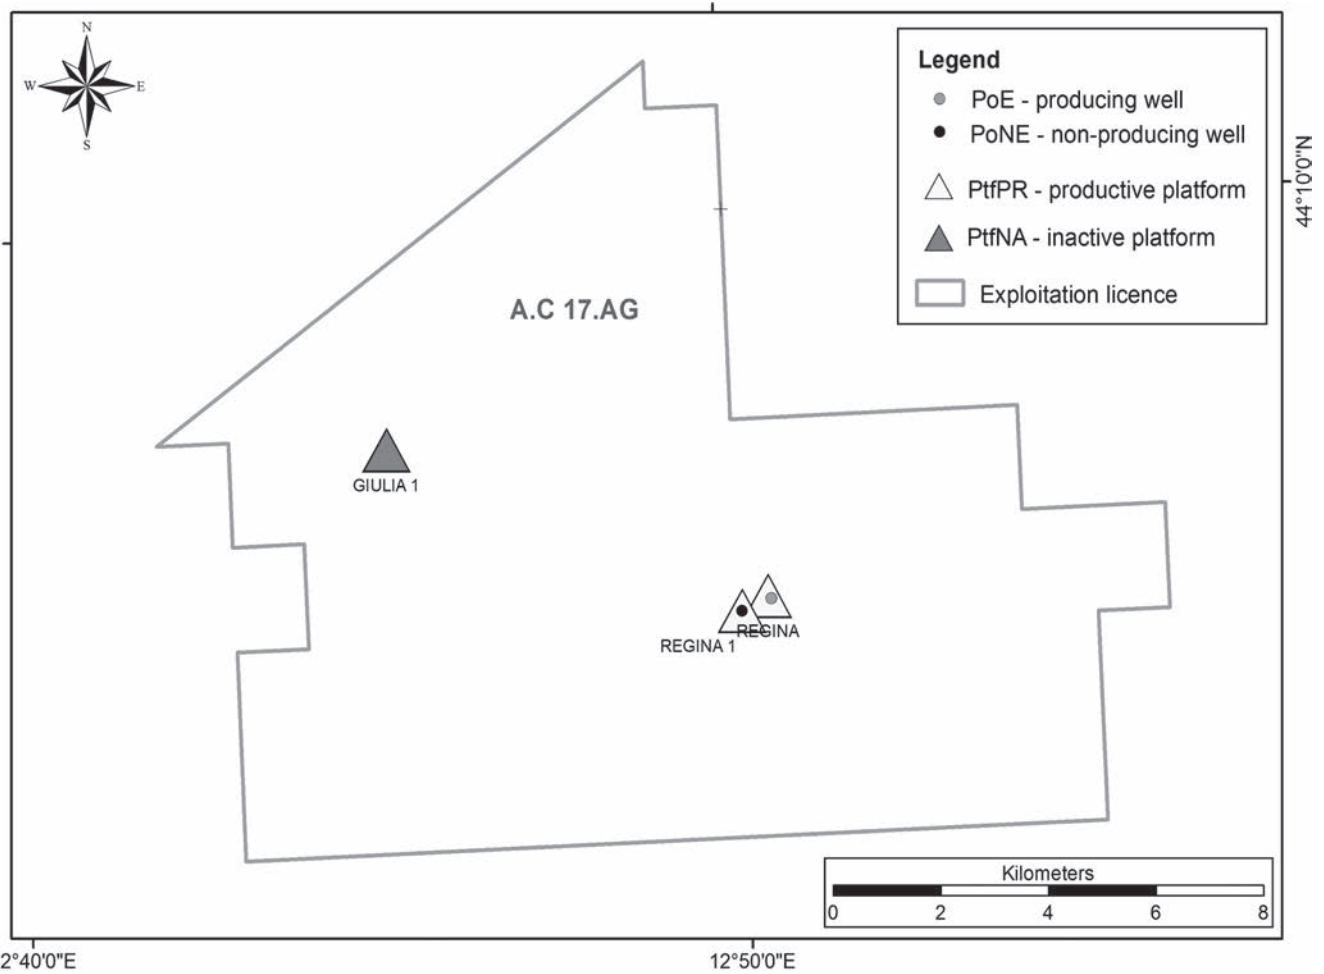 N
W E
S
Legend
PoE - producing well
PoNE - non-producing well
PtfPR - productive platform
PtfNA - inactive platform
Exploitation licence
44°10'0"N
A.C 17.AG
GIULIA 1
REGINA
REGINA 1
Kilometers
0 2 4 6 8
2°40'0"E
12°50'0"E